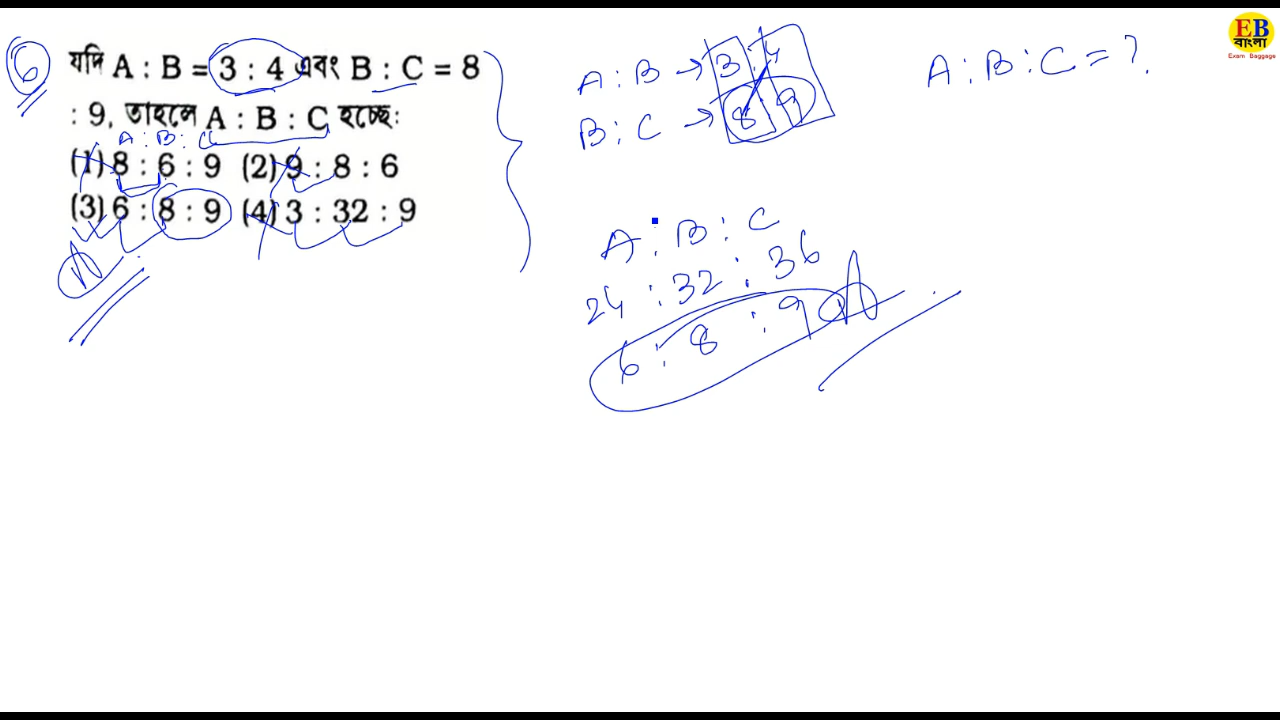 6
যদি A : B = 3 : 4 এবং B : C = 8
: 9, তাহলে A : B : C হচ্ছেঃ
A : B : C
(1) 8 : 6 : 9 (2) 9 : 8 : 6
(3) 6 : 8 : 9 (4) 3 : 32 : 9
A : B → 3 : 4
B : C → 8 : 9
A : B : C
24 : 32 : 36
6 : 8 : 9 A
A : B : C = ?
EB
বাংলা
Exam Baggage